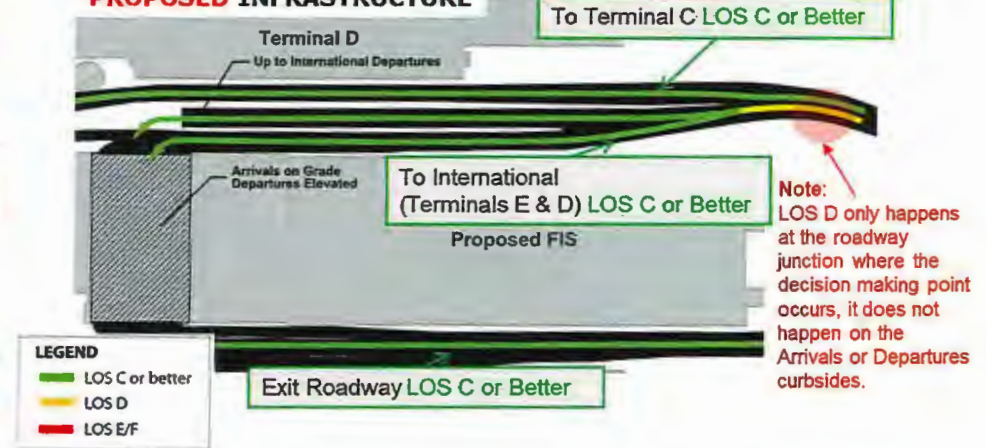 PROPOSED INFRASTRUCTURE
To Terminal C LOS C or Better
Terminal D
Up to International Departures
Arrivals on Grade
Departures Elevated
To International
(Terminals E & D) LOS C or Better
Proposed FIS
Note:
LOS D only happens
at the roadway
junction where the
decision making point
occurs, it does not
happen on the
Arrivals or Departures
curbsides.
Exit Roadway LOS C or Better
LEGEND
LOS C or better
LOS D
LOS E/F